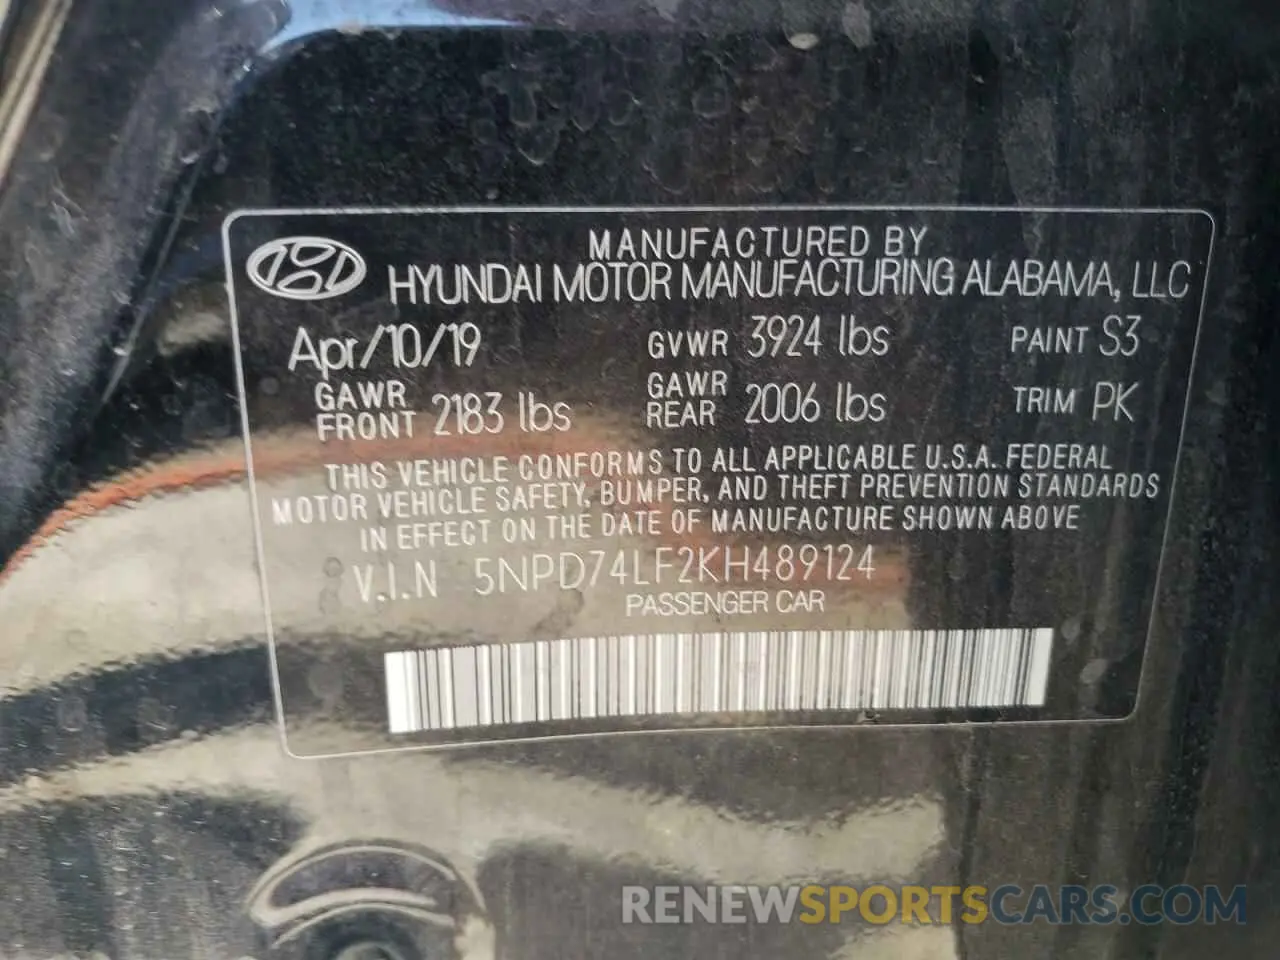 MANUFACTURED BY
HYUNDAI MOTOR MANUFACTURING ALABAMA, LLC
Apr/10/19 GVWR 3924 lbs PAINT S3
GAWR FRONT 2183 lbs GAWR REAR 2006 lbs TRIM PK
THIS VEHICLE CONFORMS TO ALL APPLICABLE U.S.A. FEDERAL
MOTOR VEHICLE SAFETY, BUMPER, AND THEFT PREVENTION STANDARDS
IN EFFECT ON THE DATE OF MANUFACTURE SHOWN ABOVE
V.I.N 5NPD74LF2KH489124
PASSENGER CAR
RENEWSPORTSCARS.COM